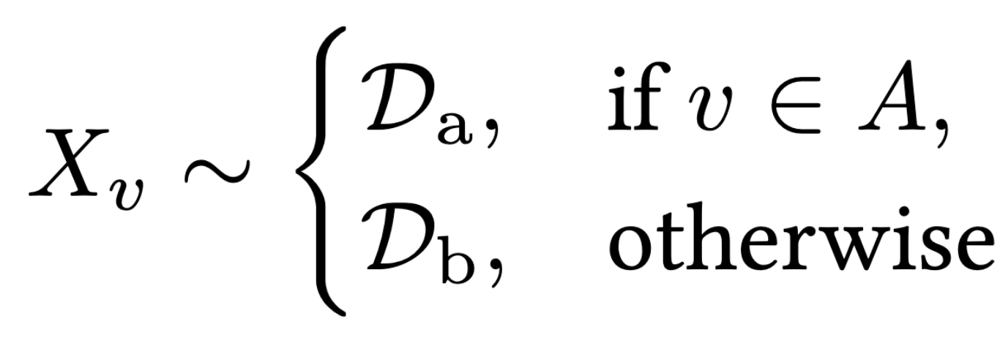 X_v ~ { 𝒟_a, if v ∈ A,
𝒟_b, otherwise